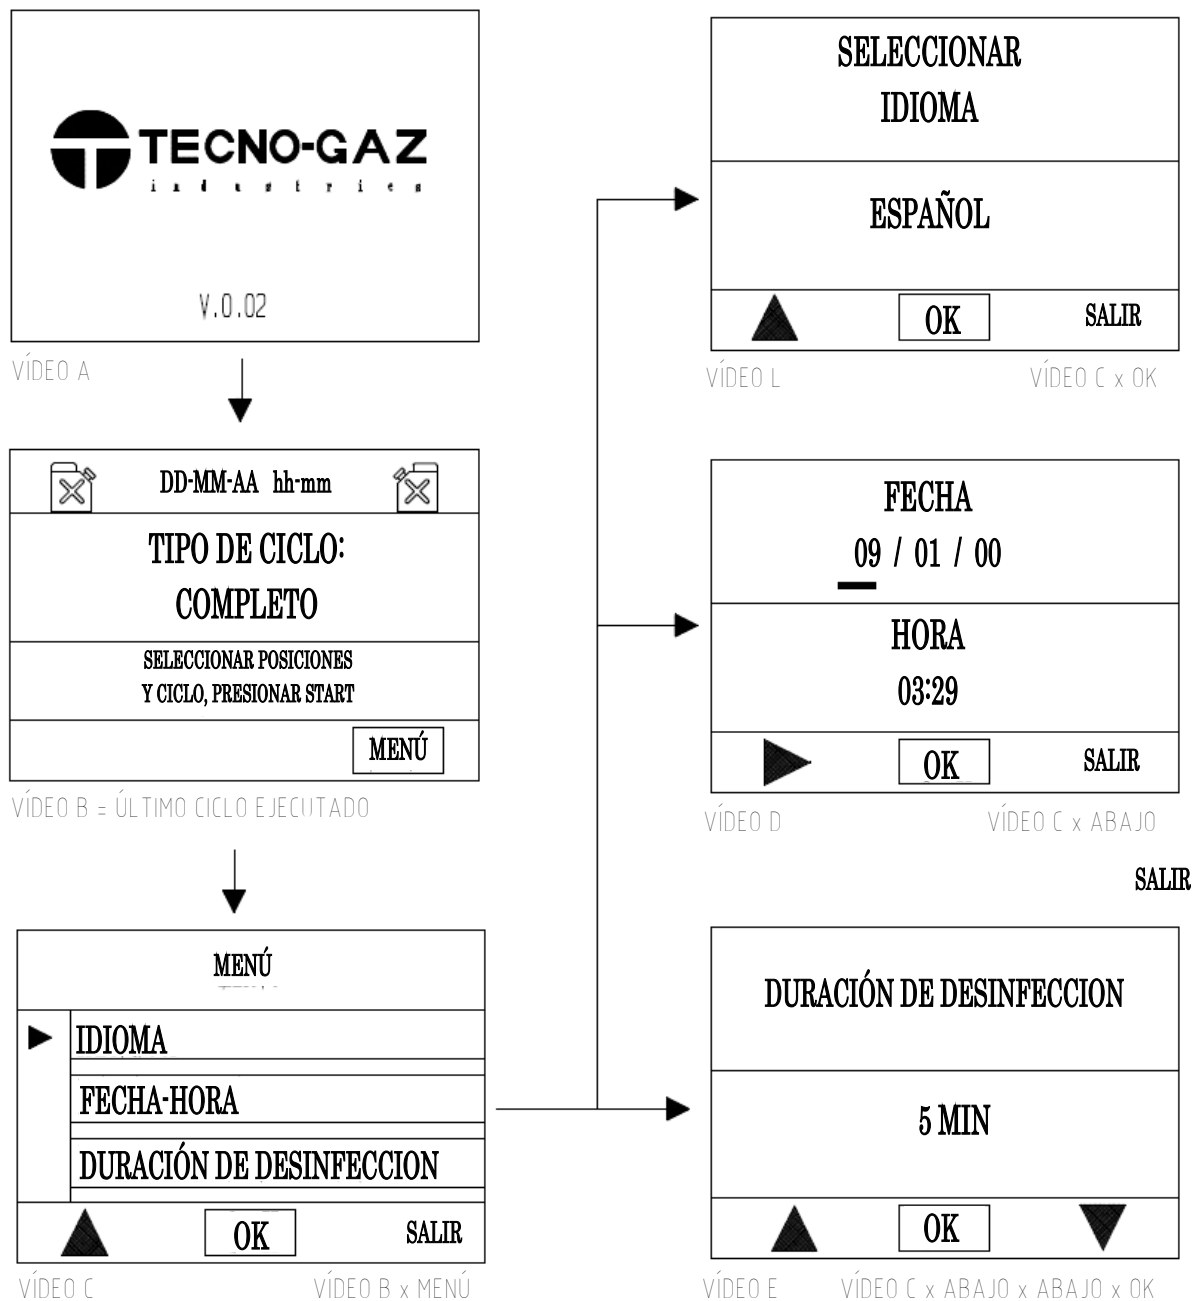 TECNO-GAZ
industries
V.0.02
VÍDEO A
DD-MM-AA hh-mm
TIPO DE CICLO:
COMPLETO
SELECCIONAR POSICIONES
Y CICLO, PRESIONAR START
MENÚ
VÍDEO B = ÚLTIMO CICLO EJECUTADO
MENÚ
IDIOMA
FECHA-HORA
DURACIÓN DE DESINFECCION
OK SALIR
VÍDEO C VÍDEO B x MENÚ
SELECCIONAR
IDIOMA
ESPAÑOL
OK SALIR
VÍDEO L VÍDEO C x OK
FECHA
09 / 01 / 00
HORA
03:29
OK SALIR
VÍDEO D VÍDEO C x ABAJO
SALIR
DURACIÓN DE DESINFECCION
5 MIN
OK
VÍDEO E VÍDEO C x ABAJO x ABAJO x OK